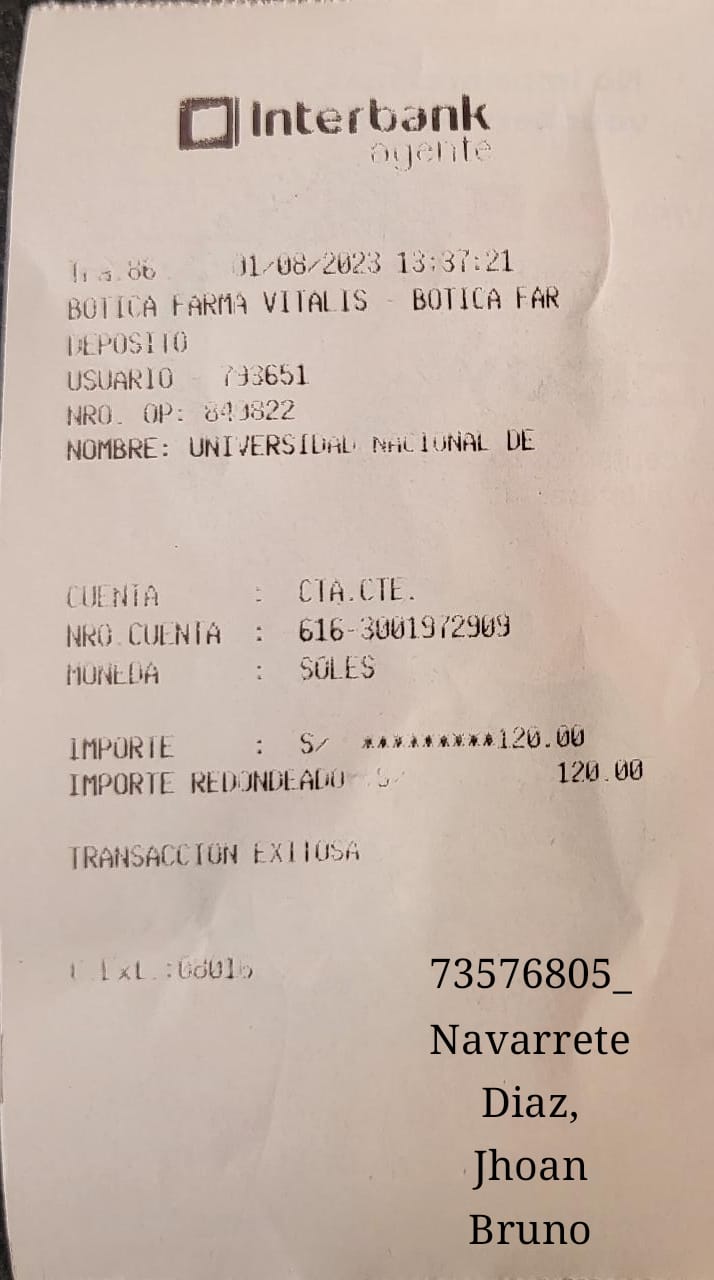 Interbank
agente
01/08/2023 13:37:21
BOTICA FARMA VITALIS - BOTICA FAR
DEPOSITO
USUARIO - 793651
NRO. OP:
NOMBRE: UNIVERSIDAD NACIONAL DE
CUENTA : CTA.CTE.
NRO.CUENTA : 616-3001972909
MONEDA : SOLES
IMPORTE : S/ *********120.00
IMPORTE REDONDEADO : S/ 120.00
TRANSACCION EXITOSA
73576805_
Navarrete
Diaz,
Jhoan
Bruno